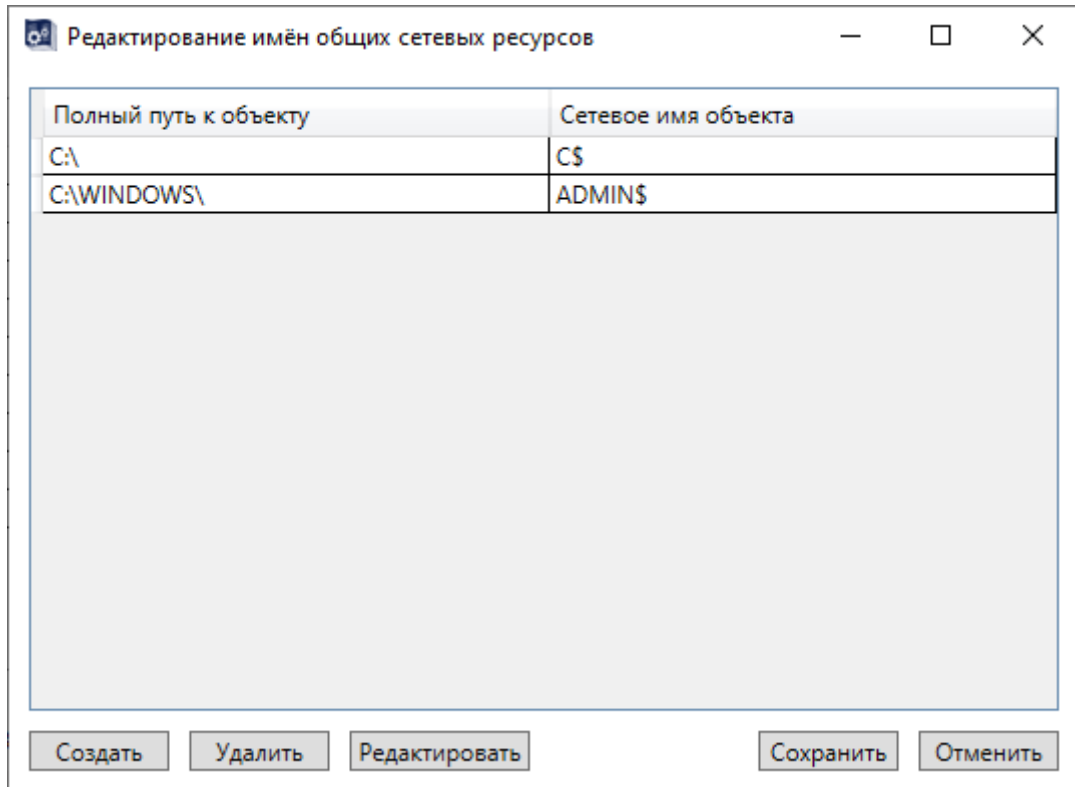 Редактирование имён общих сетевых ресурсов
Полный путь к объекту Сетевое имя объекта
C:\ C$
C:\WINDOWS\ ADMIN$
Создать Удалить Редактировать Сохранить Отменить